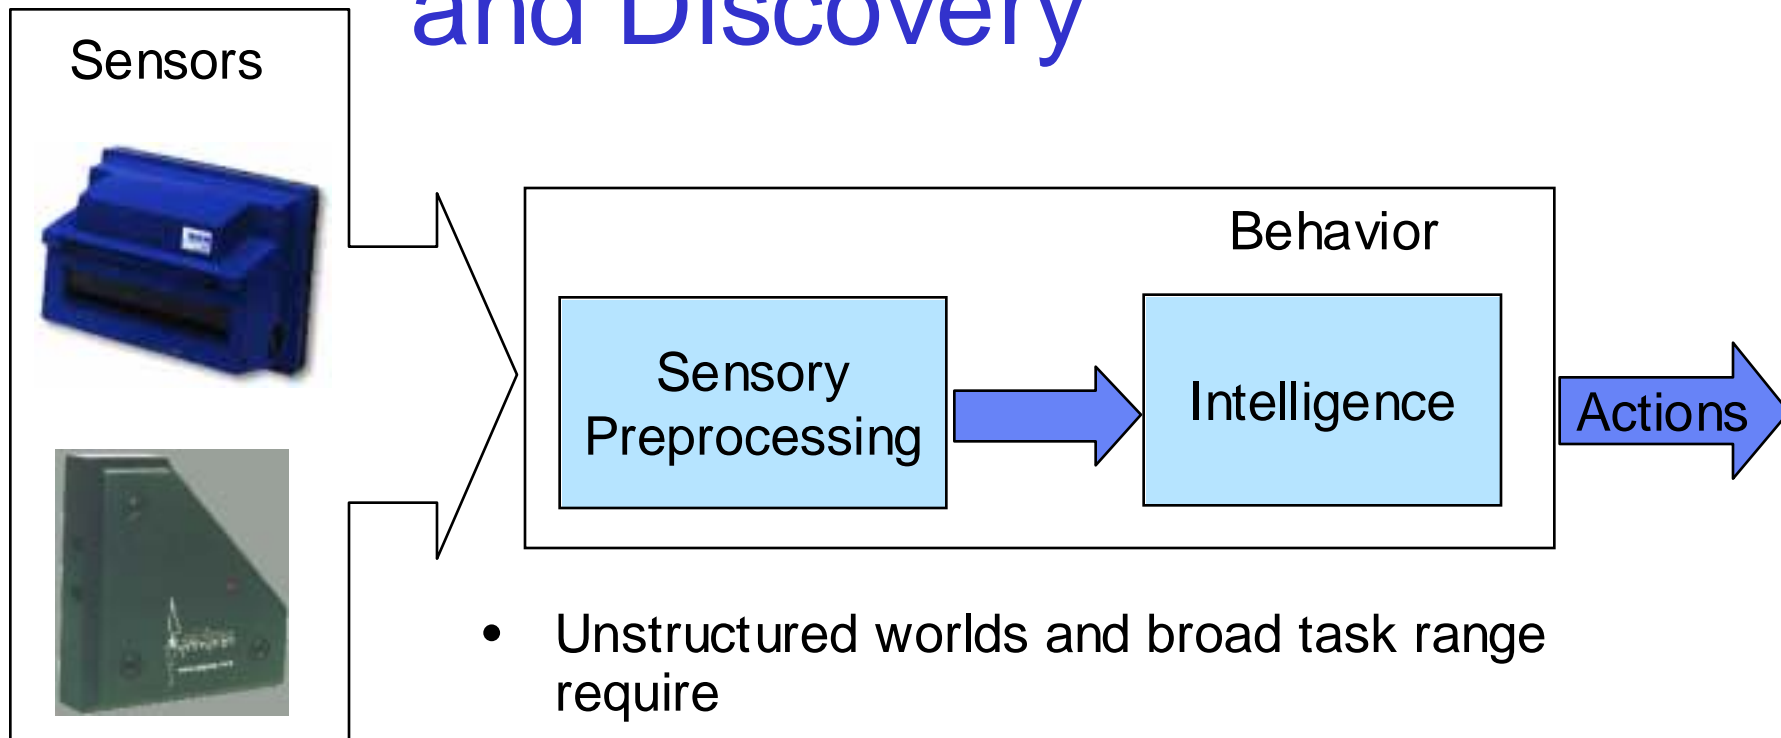 and Discovery
Sensors
Behavior
Sensory
Preprocessing
Intelligence
Actions
• Unstructured worlds and broad task range
require